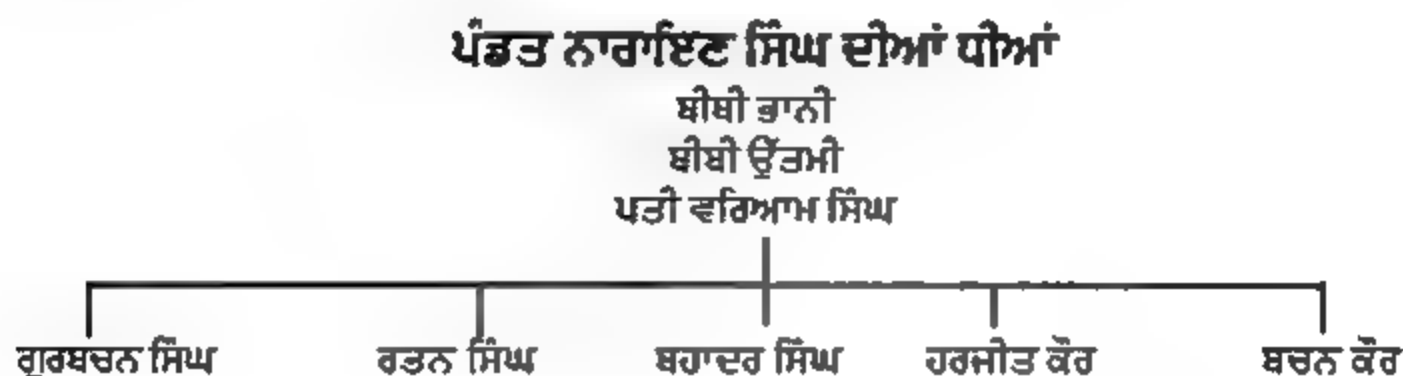 ਪੰਡਤ ਨਾਰਾਇਣ ਸਿੰਘ ਦੀਆਂ ਧੀਆਂ
ਬੀਬੀ ਭਾਨੀ
ਬੀਬੀ ਉੱਤਮੀ
ਪਤੀ ਵਰਿਆਮ ਸਿੰਘ
ਗੁਰਬਚਨ ਸਿੰਘ ਰਤਨ ਸਿੰਘ ਬਹਾਦਰ ਸਿੰਘ ਹਰਜੀਤ ਕੌਰ ਬਚਨ ਕੌਰ